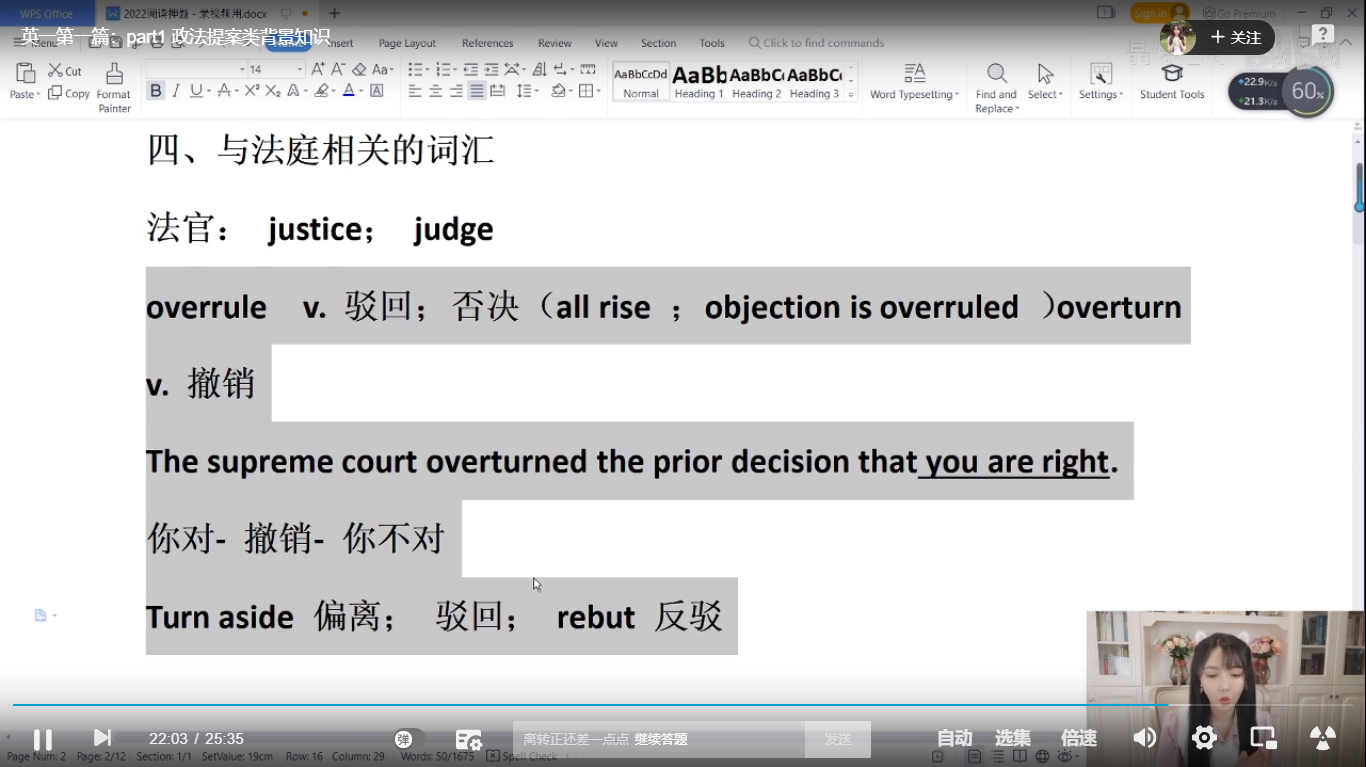 WPS Office 2022阅读押题 - 录视频用.docx
英一第一篇：part1 政法提案类背景知识
Sign in Go Premium
+ 关注
Menu Insert Page Layout References Review View Section Tools Click to find commands
Paste Cut Copy Format Painter
14
AaBbCcDd AaBb AaBbC AaBbC
Normal Heading 1 Heading 2 Heading 3
Word Typesetting Find and Replace Select Settings Student Tools
22.9K/s
21.3K/s
60%
四、与法庭相关的词汇
法官： justice； judge
overrule v. 驳回；否决（all rise ；objection is overruled ）overturn
v. 撤销
The supreme court overturned the prior decision that you are right.
你对- 撤销- 你不对
Turn aside 偏离； 驳回； rebut 反驳
22:03 / 25:35 弹 离转正还差一点点 继续答题 发送 自动 选集 倍速
Page Num: 2 Page: 2/12 Section: 1/1 SetValue: 19cm Row: 16 Column: 29 Words: 50/1675 Spell Check